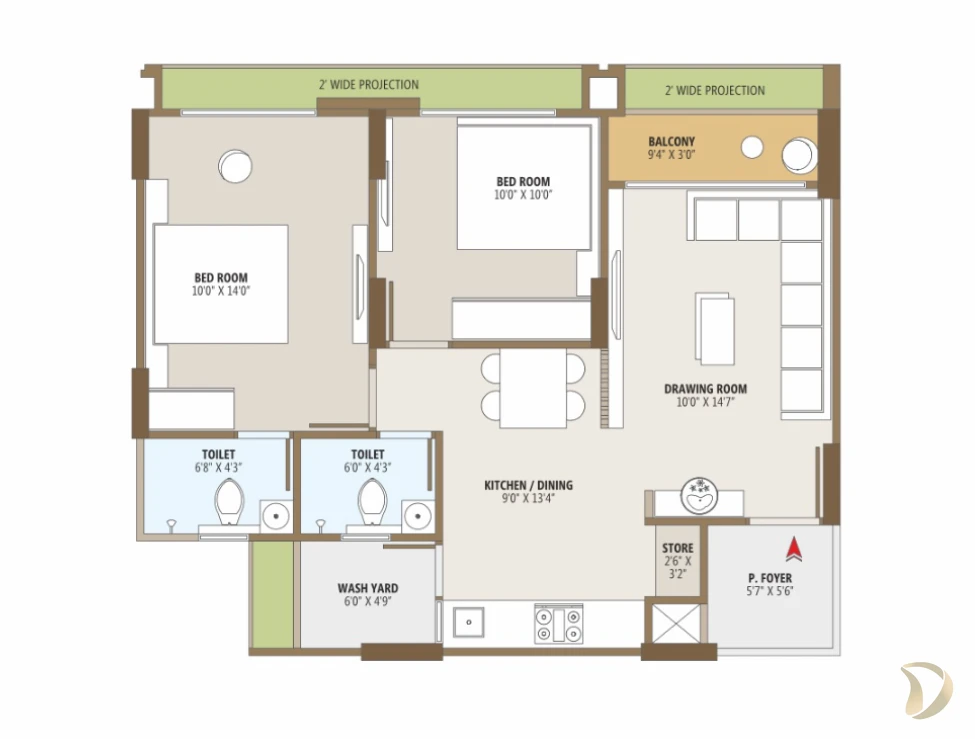 2' WIDE PROJECTION
2' WIDE PROJECTION
BALCONY
9'4" X 3'0"
BED ROOM
10'0" X 10'0"
BED ROOM
10'0" X 14'0"
DRAWING ROOM
10'0" X 14'7"
TOILET
6'8" X 4'3"
TOILET
6'0" X 4'3"
KITCHEN / DINING
9'0" X 13'4"
STORE
2'6" X
3'2"
P. FOYER
5'7" X 5'6"
WASH YARD
6'0" X 4'9"